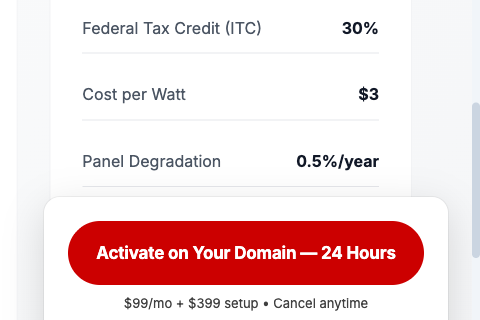 Federal Tax Credit (ITC) 30%
Cost per Watt $3
Panel Degradation 0.5%/year
Activate on Your Domain — 24 Hours
$99/mo + $399 setup • Cancel anytime